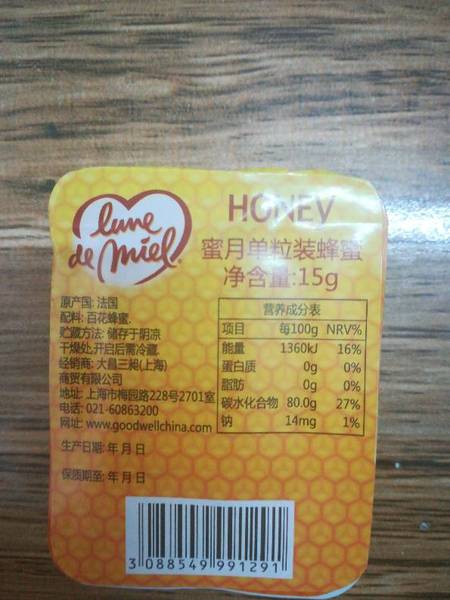 lune
de miel.
HONEY
蜜月单粒装蜂蜜
净含量:15g
原产国: 法国
配料: 百花蜂蜜.
贮藏方法: 储存于阴凉
干燥处,开启后需冷藏.
经销商: 大昌三昶(上海)
商贸有限公司
地址: 上海市梅园路228号2701室
电话: 021-60863200
网址: www.goodwellchina.com
生产日期: 年 月 日
保质期至: 年 月 日
营养成分表
项目 每100g NRV%
能量 1360kJ 16%
蛋白质 0g 0%
脂肪 0g 0%
碳水化合物 80.0g 27%
钠 14mg 1%
3 088549 991291